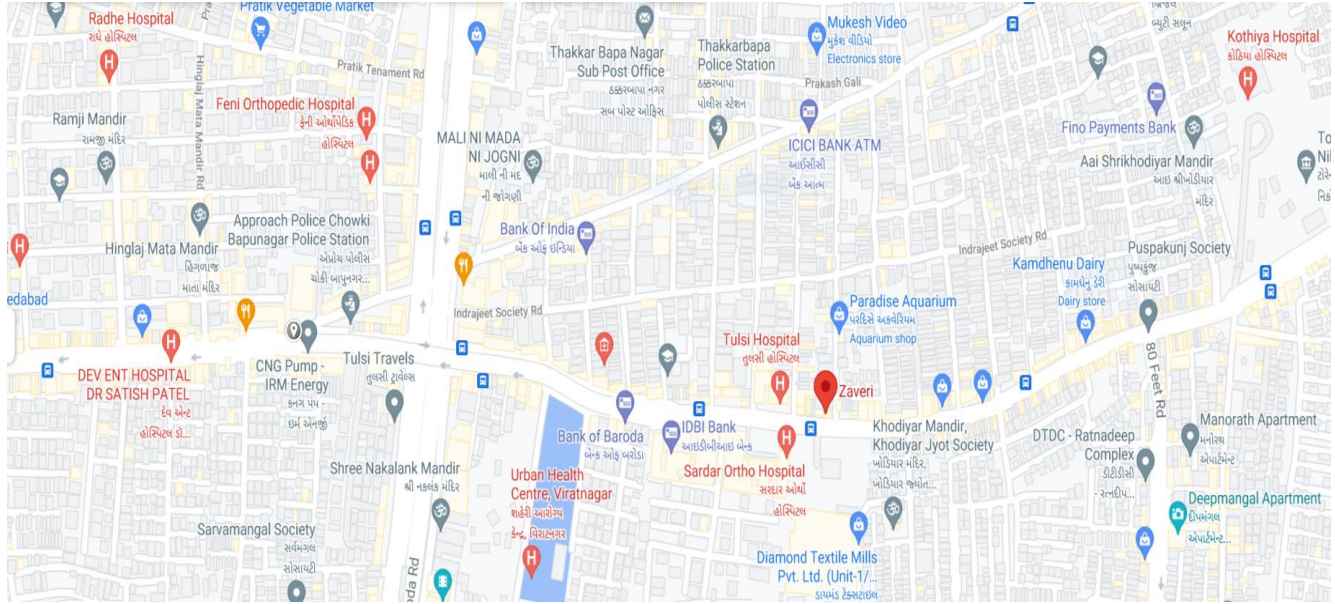 Pratik Vegetable Market
Radhe Hospital
રાધે હોસ્પિટલ
Hinglaj Mata Mandir Rd
Pratik Tenament Rd
Feni Orthopedic Hospital
ફેની ઓર્થોપેડિક
હોસ્પિટલ
Ramji Mandir
રામજી મંદિર
Hinglaj Mata Mandir
હિંગળાજ
માતા મંદિર
Approach Police Chowki
Bapunagar Police Station
એપ્રોચ પોલીસ
ચોકી બાપુનગર...
edabad
DEV ENT HOSPITAL
DR SATISH PATEL
દેવ એન્ટ
હોસ્પિટલ ડૉ...
CNG Pump -
IRM Energy
Tulsi Travels
તુલસી ટ્રાવેલ્સ
Shree Nakalank Mandir
શ્રી નકલંક મંદિર
Sarvamangal Society
સર્વમંગલ
સોસાયટી
oda Rd
MALI NI MADA
NI JOGNI
માલી ની મદ
ની જોગણી
Thakkar Bapa Nagar
Sub Post Office
ઠક્કરબાપા નગર
સબ પોસ્ટ ઓફિસ
Thakkarbapa
Police Station
ઠક્કરબાપા
પોલીસ સ્ટેશન
Mukesh Video
મુકેશ વીડિયો
Electronics store
Prakash Gali
ICICI BANK ATM
આઈસીસી
બેંક આત્મ
Bank Of India
બેંક ઓફ ઇન્ડિયા
Indrajeet Society Rd
Indrajeet Society Rd
Paradise Aquarium
પરદિસે અક્વેરિયમ
Aquarium shop
Tulsi Hospital
તુલસી હોસ્પિટલ
Zaveri
Bank of Baroda
બેન્ક ઓફ બરોડા
IDBI Bank
આઇડીબીઆઇ બેન્ક
Sardar Ortho Hospital
સરદાર ઓર્થો
હોસ્પિટલ
Urban Health
Centre, Viratnagar
શહેરી આરોગ્ય
કેન્દ્ર, વિરાટનગર
Khodiyar Mandir,
Khodiyar Jyot Society
ખોડિયાર મંદિર,
ખોડિયાર જ્યોત...
Diamond Textile Mills
Pvt. Ltd. (Unit-1/...
ડાયમંડ ટેક્સટાઇલ
બ્યુટી સલૂન
Kothiya Hospital
કોઠિયા હોસ્પિટલ
Fino Payments Bank
Aai Shrikhodiyar Mandir
આઇ શ્રીખોડીયાર
મંદિર
Puspakunj Society
પુષ્પકુંજ
સોસાયટી
Kamdhenu Dairy
કામધેનુ ડેરી
Dairy store
80 Feet Rd
Manorath Apartment
મનોરથ
એપાર્ટમેન્ટ
DTDC - Ratnadeep
Complex
ડીટીડીસી
- રત્નદીપ...
Deepmangal Apartment
દીપમંગલ
એપાર્ટમેન્ટ...